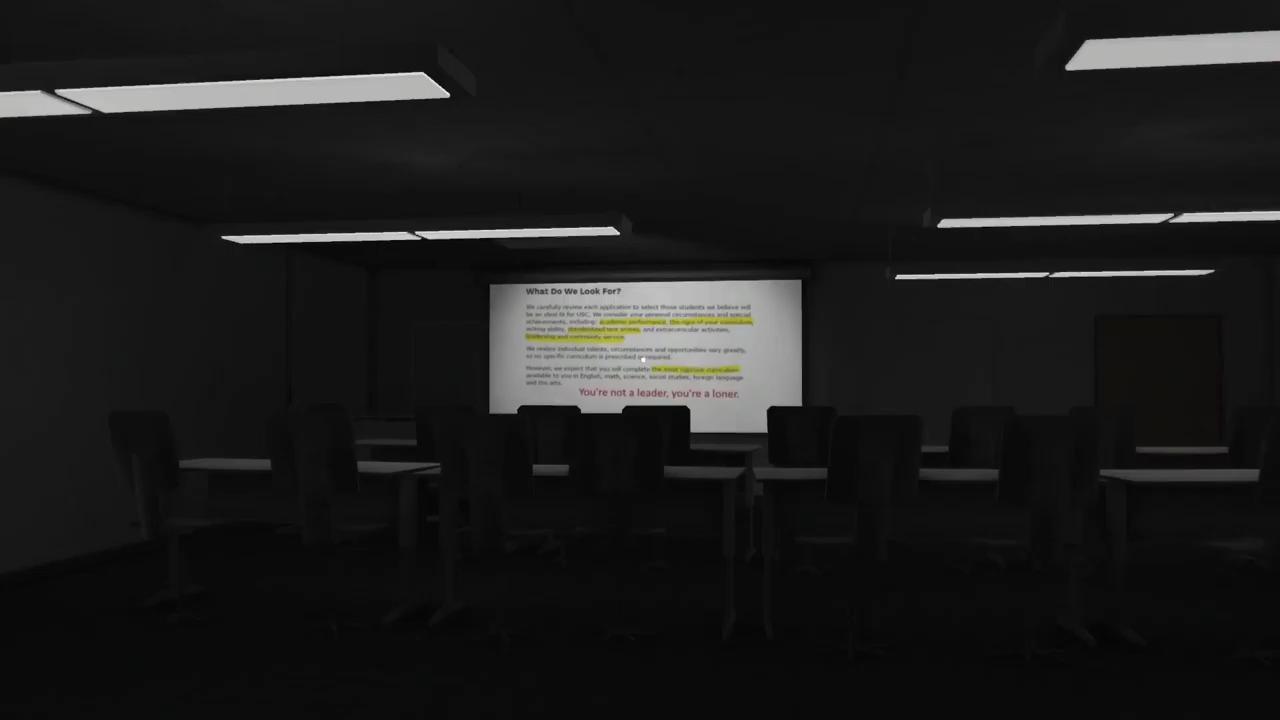 What Do We Look For?
We carefully review each application to select those students we believe will
be an ideal fit for USC. We consider your personal circumstances and special
achievements, including: academic performance, the rigor of your curriculum,
writing ability, standardized test scores, and extracurricular activities,
leadership and community service.
We review individual talents, circumstances and opportunities vary greatly,
so no specific curriculum is prescribed or required.
However, we expect that you will complete the most rigorous curriculum
available to you in English, math, science, social studies, foreign language
and the arts.
You're not a leader, you're a loner.